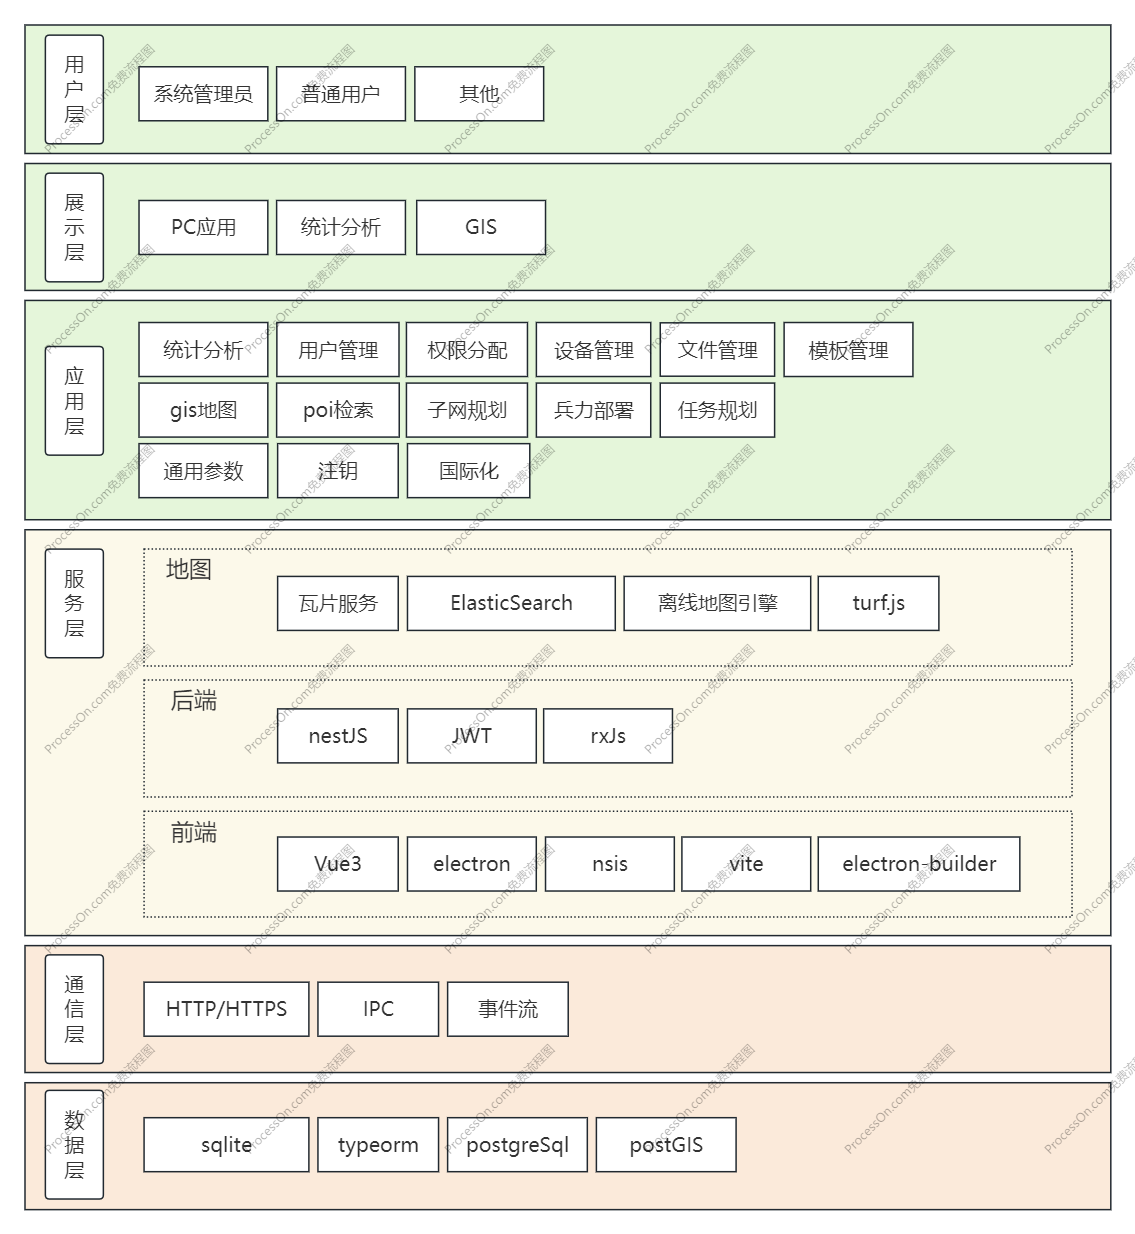 用户层
系统管理员 普通用户 其他
展示层
PC应用 统计分析 GIS
应用层
统计分析 用户管理 权限分配 设备管理 文件管理 模板管理
gis地图 poi检索 子网规划 兵力部署 任务规划
通用参数 注钥 国际化
服务层
地图
瓦片服务 ElasticSearch 离线地图引擎 turf.js
后端
nestJS JWT rxJs
前端
Vue3 electron nsis vite electron-builder
通信层
HTTP/HTTPS IPC 事件流
数据层
sqlite typeorm postgreSql postGIS
ProcessOn.com免费流程图